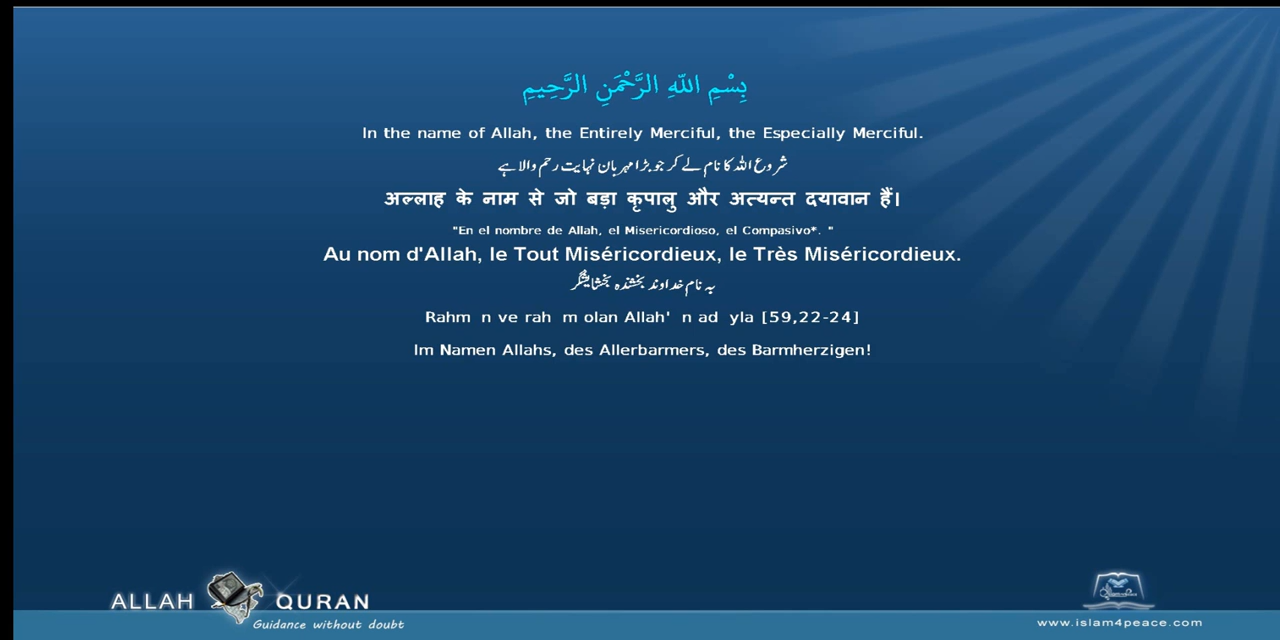 بِسْمِ اللّهِ الرَّحْمَنِ الرَّحِيمِ
In the name of Allah, the Entirely Merciful, the Especially Merciful.
شروع الله کا نام لے کر جو بڑا مہربان نہایت رحم والا ہے
अल्लाह के नाम से जो बड़ा कृपालु और अत्यन्त दयावान हैं।
"En el nombre de Allah, el Misericordioso, el Compasivo*. "
Au nom d'Allah, le Tout Miséricordieux, le Très Miséricordieux.
به نام خداوند بخشنده بخشایشگر
Rahm n ve rah m olan Allah' n ad yla [59,22-24]
Im Namen Allahs, des Allerbarmers, des Barmherzigen!
ALLAH QURAN
Guidance without doubt
www.islam4peace.com